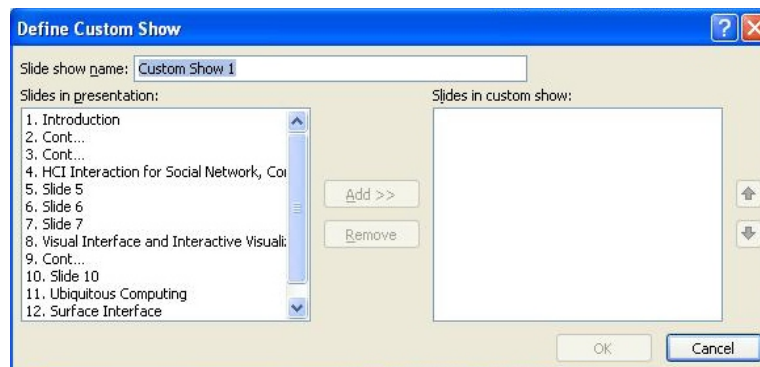 Define Custom Show
Slide show name: Custom Show 1
Slides in presentation:
Slides in custom show:
1. Introduction
2. Cont...
3. Cont...
4. HCI Interaction for Social Network, Co
5. Slide 5
6. Slide 6
7. Slide 7
8. Visual Interface and Interactive Visuali
9. Cont...
10. Slide 10
11. Ubiquitous Computing
12. Surface Interface
Add >>
Remove
OK
Cancel